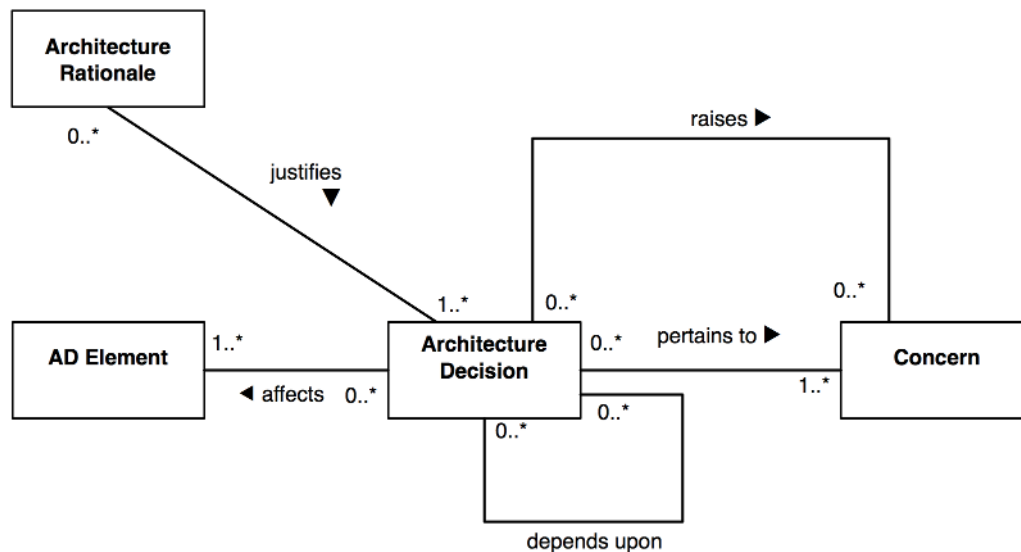 Architecture
Rationale
0..*
raises ►
justifies
▼
1..*
0..*
0..*
AD Element
1..*
Architecture
Decision
0..*
pertains to ►
Concern
◄ affects
0..*
1..*
0..*
0..*
depends upon